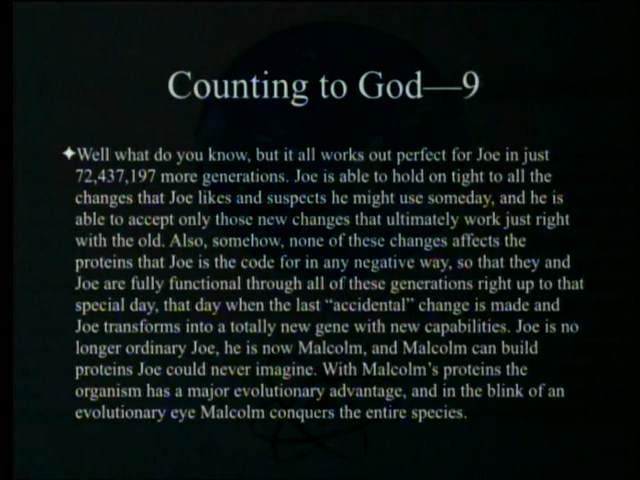 Counting to God—9
✦Well what do you know, but it all works out perfect for Joe in just
72,437,197 more generations. Joe is able to hold on tight to all the
changes that Joe likes and suspects he might use someday, and he is
able to accept only those new changes that ultimately work just right
with the old. Also, somehow, none of these changes affects the
proteins that Joe is the code for in any negative way, so that they and
Joe are fully functional through all of these generations right up to that
special day, that day when the last “accidental” change is made and
Joe transforms into a totally new gene with new capabilities. Joe is no
longer ordinary Joe, he is now Malcolm, and Malcolm can build
proteins Joe could never imagine. With Malcolm’s proteins the
organism has a major evolutionary advantage, and in the blink of an
evolutionary eye Malcolm conquers the entire species.